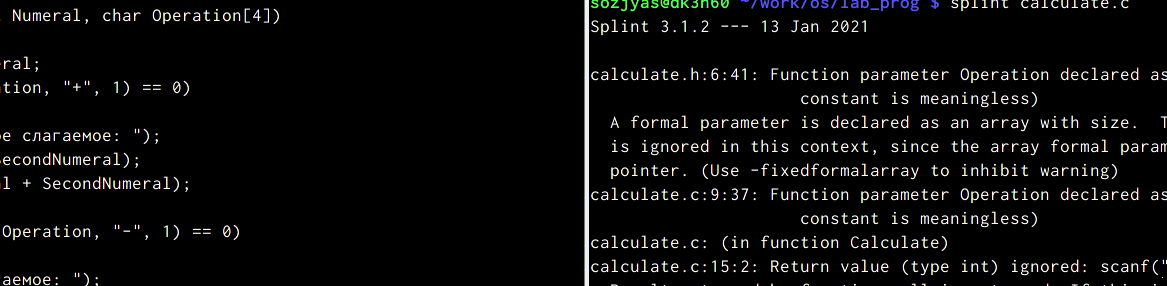 Numeral, char Operation[4])
eral;
ation, "+", 1) == 0)
е слагаемое: ");
SecondNumeral);
al + SecondNumeral);
Operation, "-", 1) == 0)
аемое: ");
sozjyas@dk3n60 ~/work/os/lab_prog $ splint calculate.c
Splint 3.1.2 --- 13 Jan 2021
calculate.h:6:41: Function parameter Operation declared as
constant is meaningless)
A formal parameter is declared as an array with size. T
is ignored in this context, since the array formal param
pointer. (Use -fixedformalarray to inhibit warning)
calculate.c:9:37: Function parameter Operation declared as
constant is meaningless)
calculate.c: (in function Calculate)
calculate.c:15:2: Return value (type int) ignored: scanf("